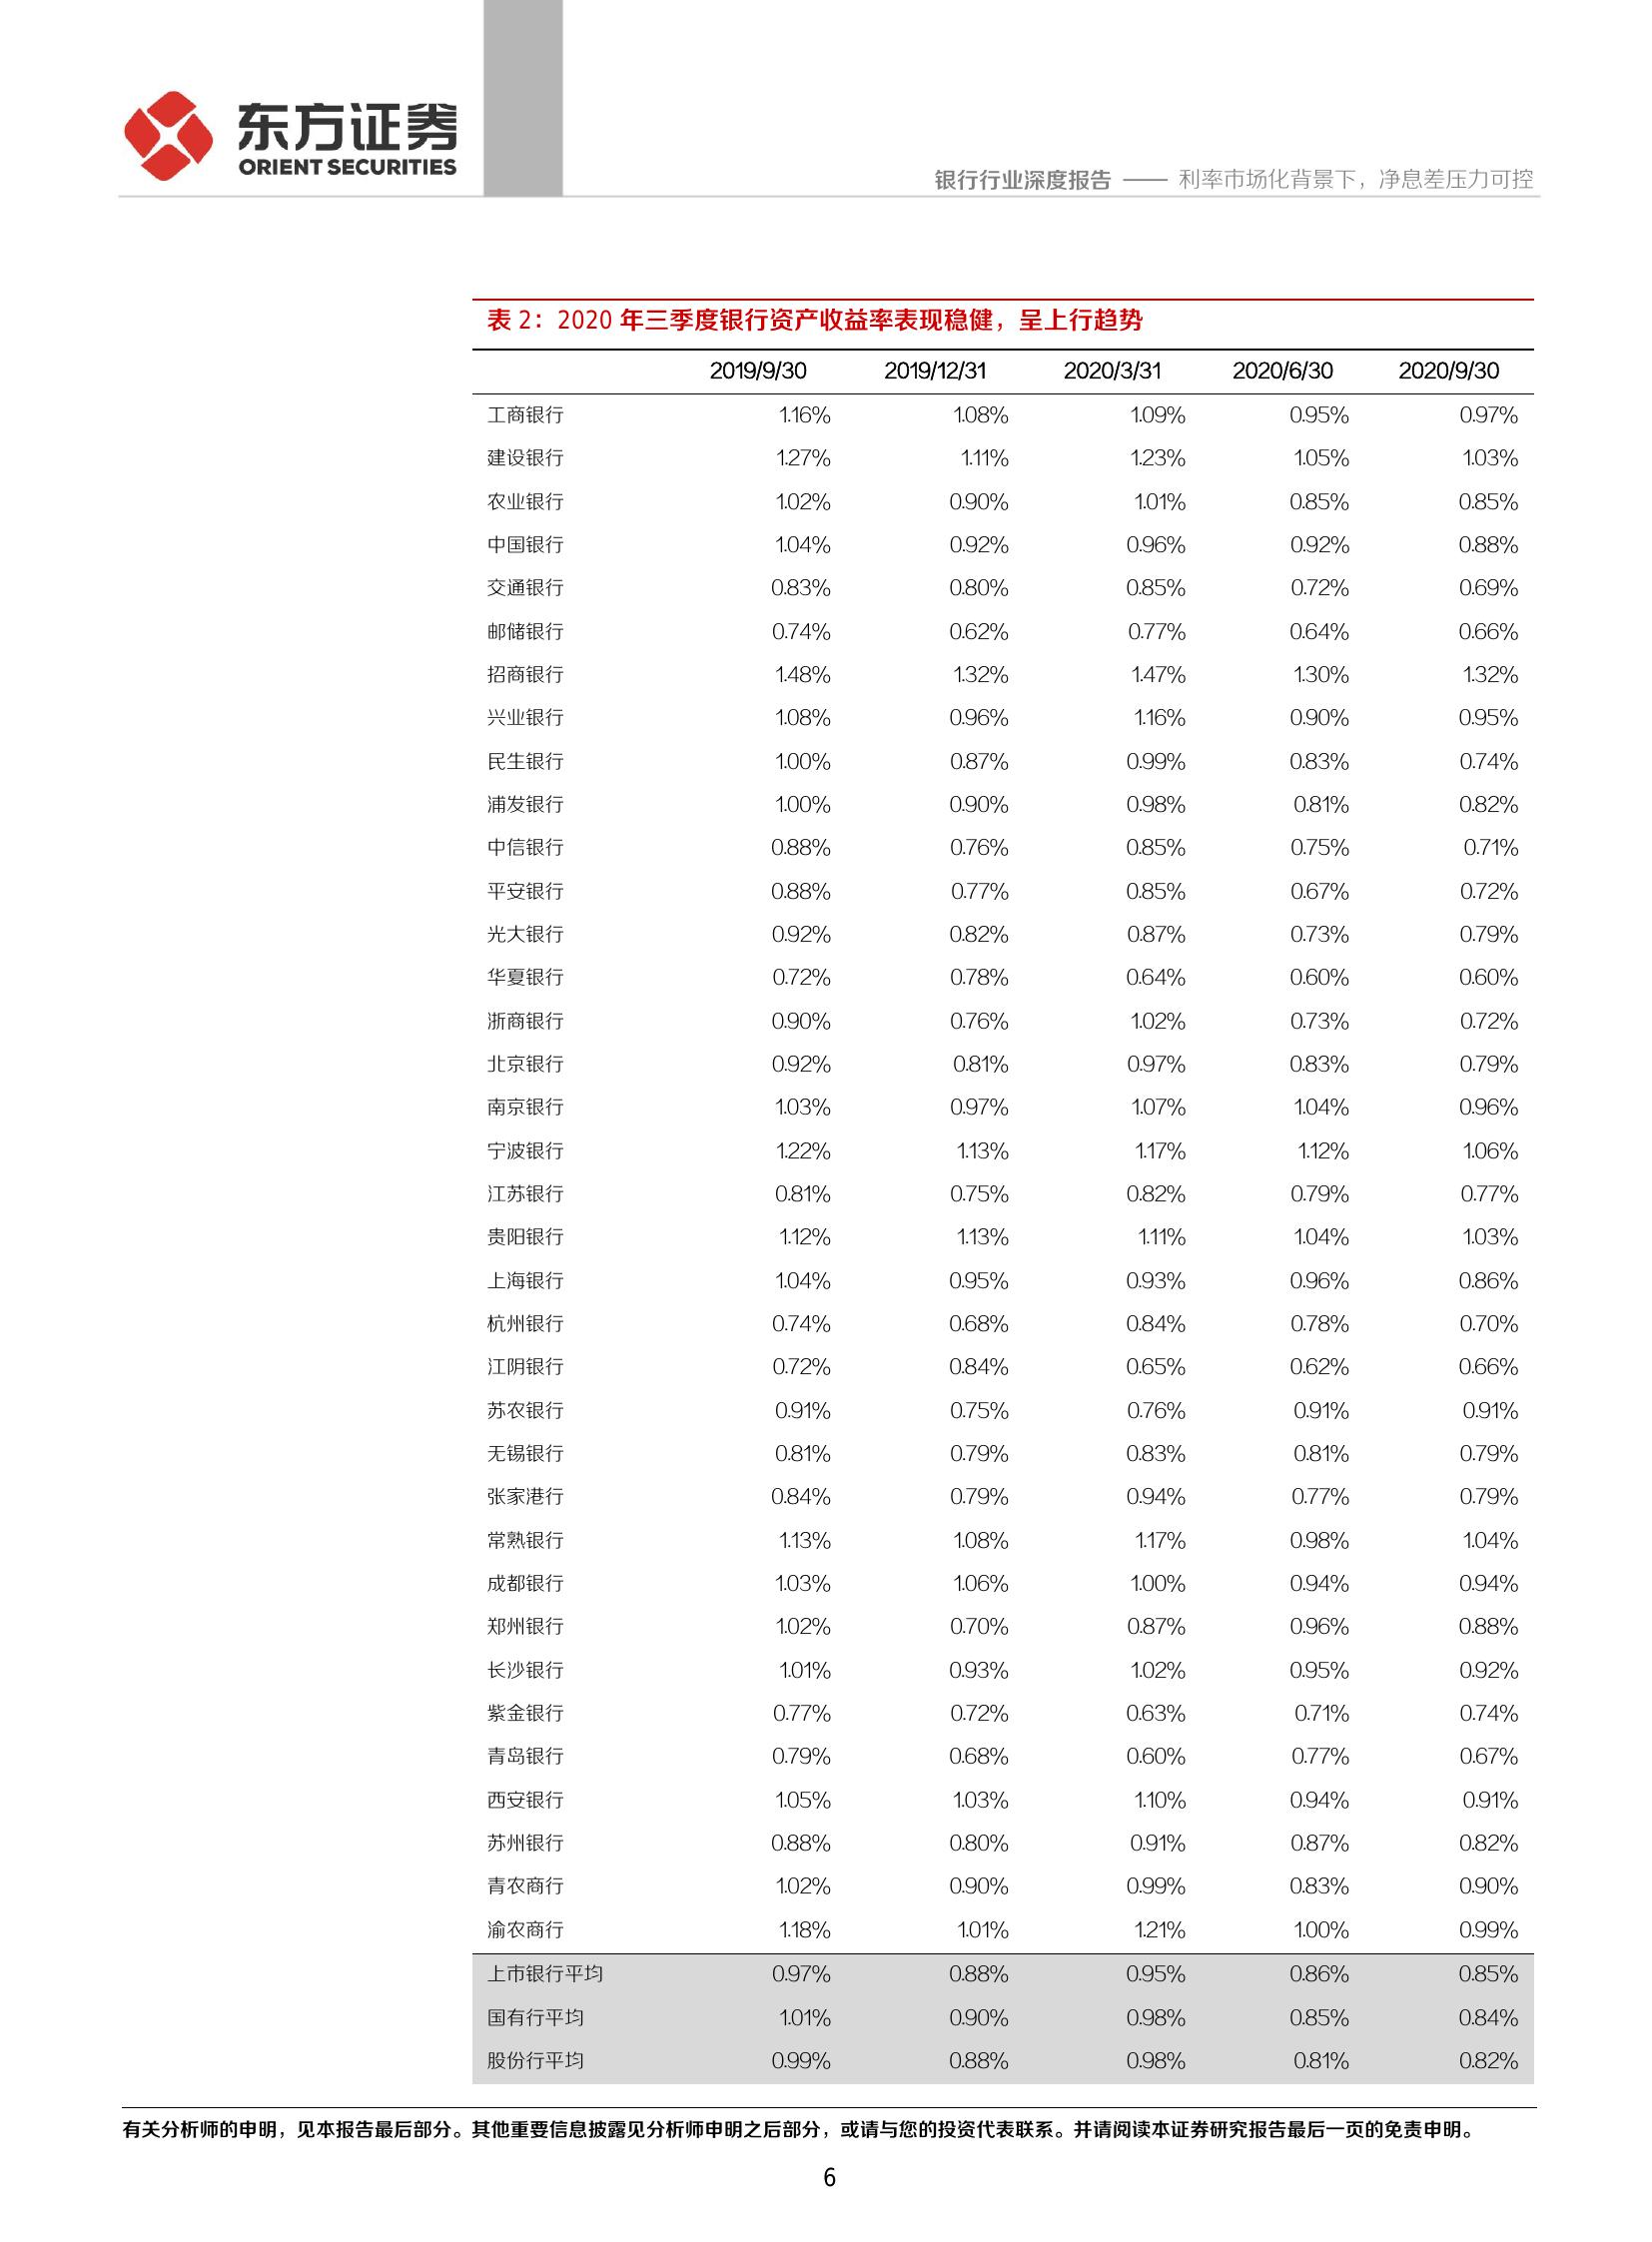 东方证券
ORIENT SECURITIES
银行行业深度报告 —— 利率市场化背景下，净息差压力可控
表 2：2020 年三季度银行资产收益率表现稳健，呈上行趋势
2019/9/30 2019/12/31 2020/3/31 2020/6/30 2020/9/30
工商银行 1.16% 1.08% 1.09% 0.95% 0.97%
建设银行 1.27% 1.11% 1.23% 1.05% 1.03%
农业银行 1.02% 0.90% 1.01% 0.85% 0.85%
中国银行 1.04% 0.92% 0.96% 0.92% 0.88%
交通银行 0.83% 0.80% 0.85% 0.72% 0.69%
邮储银行 0.74% 0.62% 0.77% 0.64% 0.66%
招商银行 1.48% 1.32% 1.47% 1.30% 1.32%
兴业银行 1.08% 0.96% 1.16% 0.90% 0.95%
民生银行 1.00% 0.87% 0.99% 0.83% 0.74%
浦发银行 1.00% 0.90% 0.98% 0.81% 0.82%
中信银行 0.88% 0.76% 0.85% 0.75% 0.71%
平安银行 0.88% 0.77% 0.85% 0.67% 0.72%
光大银行 0.92% 0.82% 0.87% 0.73% 0.79%
华夏银行 0.72% 0.78% 0.64% 0.60% 0.60%
浙商银行 0.90% 0.76% 1.02% 0.73% 0.72%
北京银行 0.92% 0.81% 0.97% 0.83% 0.79%
南京银行 1.03% 0.97% 1.07% 1.04% 0.96%
宁波银行 1.22% 1.13% 1.17% 1.12% 1.06%
江苏银行 0.81% 0.75% 0.82% 0.79% 0.77%
贵阳银行 1.12% 1.13% 1.11% 1.04% 1.03%
上海银行 1.04% 0.95% 0.93% 0.96% 0.86%
杭州银行 0.74% 0.68% 0.84% 0.78% 0.70%
江阴银行 0.72% 0.84% 0.65% 0.62% 0.66%
苏农银行 0.91% 0.75% 0.76% 0.91% 0.91%
无锡银行 0.81% 0.79% 0.83% 0.81% 0.79%
张家港行 0.84% 0.79% 0.94% 0.77% 0.79%
常熟银行 1.13% 1.08% 1.17% 0.98% 1.04%
成都银行 1.03% 1.06% 1.00% 0.94% 0.94%
郑州银行 1.02% 0.70% 0.87% 0.96% 0.88%
长沙银行 1.01% 0.93% 1.02% 0.95% 0.92%
紫金银行 0.77% 0.72% 0.63% 0.71% 0.74%
青岛银行 0.79% 0.68% 0.60% 0.77% 0.67%
西安银行 1.05% 1.03% 1.10% 0.94% 0.91%
苏州银行 0.88% 0.80% 0.91% 0.87% 0.82%
青农商行 1.02% 0.90% 0.99% 0.83% 0.90%
渝农商行 1.18% 1.01% 1.21% 1.00% 0.99%
上市银行平均 0.97% 0.88% 0.95% 0.86% 0.85%
国有行平均 1.01% 0.90% 0.98% 0.85% 0.84%
股份行平均 0.99% 0.88% 0.98% 0.81% 0.82%
有关分析师的申明，见本报告最后部分。其他重要信息披露见分析师申明之后部分，或请与您的投资代表联系。并请阅读本证券研究报告最后一页的免责申明。
6